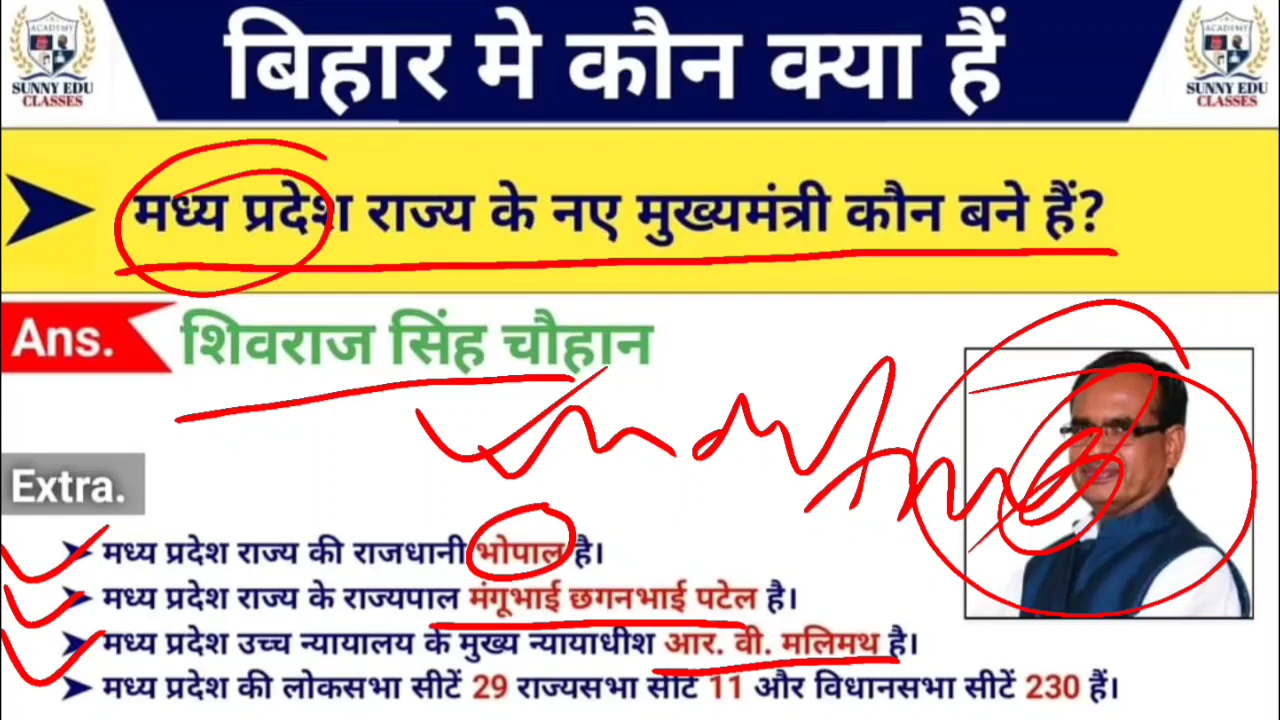 ACADEMY
SUNNY EDU
CLASSES
बिहार मे कौन क्या हैं
ACADEMY
SUNNY EDU
CLASSES
मध्य प्रदेश राज्य के नए मुख्यमंत्री कौन बने हैं?
Ans. शिवराज सिंह चौहान
Extra.
मध्य प्रदेश राज्य की राजधानी भोपाल है।
मध्य प्रदेश राज्य के राज्यपाल मंगूभाई छगनभाई पटेल है।
मध्य प्रदेश उच्च न्यायालय के मुख्य न्यायाधीश आर. वी. मलिमथ है।
मध्य प्रदेश की लोकसभा सीटें 29 राज्यसभा सीटें 11 और विधानसभा सीटें 230 हैं।